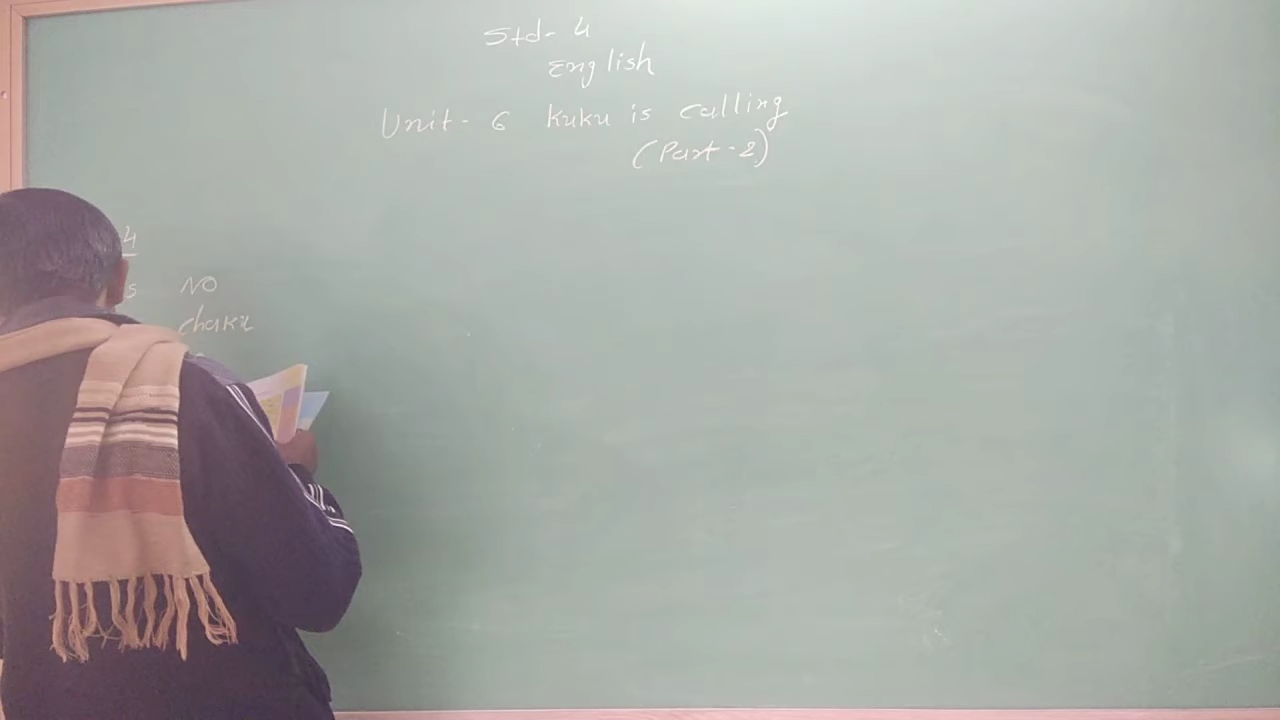 Std- 4
English
Unit- 6 kuku is calling
(Part-2)
4
s NO
chaku